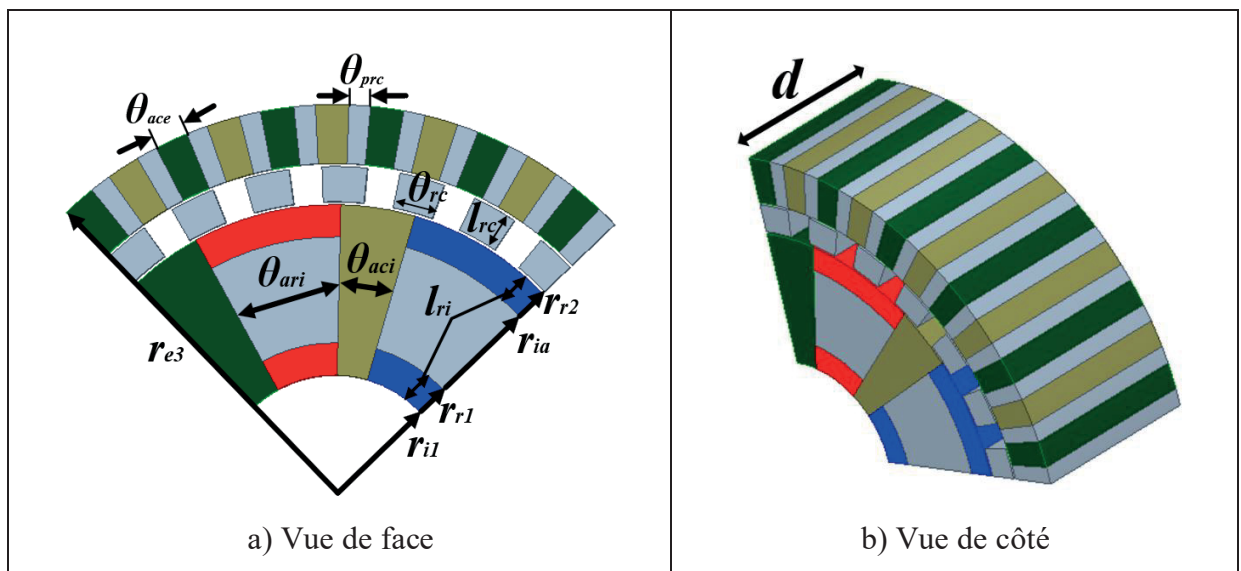 θprc
θace
d
θrc
lrc
θari
θaci
lri
rr2
ria
re3
rr1
ri1
a) Vue de face
b) Vue de côté